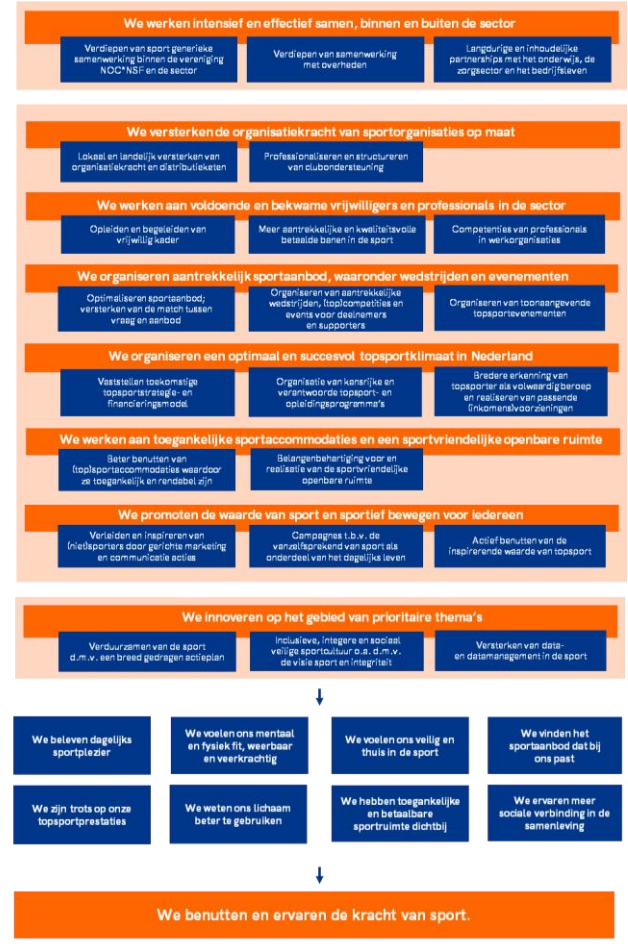 We werken intensief en effectief samen, binnen en buiten de sector
Verdiepen van sport generieke
samenwerking binnen de vereniging
NOC*NSF en de sector
Verdiepen van samenwerking
met overheden
Langdurige en inhoudelijke
partnerships met het onderwijs, de
zorgsector en het bedrijfsleven
We versterken de organisatiekracht van sportorganisaties op maat
Lokaal en landelijk versterken van
organisatiekracht en distributieketen
Professionaliseren en structureren
van clubondersteuning
We werken aan voldoende en bekwame vrijwilligers en professionals in de sector
Opleiden en begeleiden van
vrijwillig kader
Meer aantrekkelijke en kwaliteitsvolle
betaalde banen in de sport
Competenties van professionals
in werkorganisaties
We organiseren aantrekkelijk sportaanbod, waaronder wedstrijden en evenementen
Optimaliseren sportaanbod;
versterken van de match tussen
vraag en aanbod
Organiseren van aantrekkelijke
wedstrijden, (top)competities en
events voor deelnemers
en supporters
Organiseren van toonaangevende
topsportevenementen
We organiseren een optimaal en succesvol topsportklimaat in Nederland
Vaststellen toekomstige
topsportstrategie- en
financieringsmodel
Organisatie van kansrijke en
verantwoorde topsport- en
opleidingsprogramma's
Bredere erkenning van
topsporter als volwaardig beroep
en realiseren van passende
(inkomens)voorzieningen
We werken aan toegankelijke sportaccommodaties en een sportvriendelijke openbare ruimte
Beter benutten van
(top)sportaccommodaties waardoor
ze toegankelijk en rendabel zijn
Belangenbehartiging voor en
realisatie van de sportvriendelijke
openbare ruimte
We promoten de waarde van sport en sportief bewegen voor iedereen
Verleiden en inspireren van
(niet)sporters door gerichte marketing
en communicatie acties
Campagnes t.b.v. de
vanzelfsprekend van sport als
onderdeel van het dagelijks leven
Actief benutten van de
inspirerende waarde van topsport
We innoveren op het gebied van prioritaire thema's
Verduurzamen van de sport
d.m.v. een breed gedragen actieplan
Inclusieve, integere en sociaal
veilige sportcultuur o.a. d.m.v.
de visie sport en integriteit
Versterken van data-
en datamanagement in de sport
We beleven dagelijks
sportplezier
We voelen ons mentaal
en fysiek fit, weerbaar
en veerkrachtig
We voelen ons veilig en
thuis in de sport
We vinden het
sportaanbod dat bij
ons past
We zijn trots op onze
topsportprestaties
We weten ons lichaam
beter te gebruiken
We hebben toegankelijke
en betaalbare
sportruimte dichtbij
We ervaren meer
sociale verbinding in de
samenleving
We benutten en ervaren de kracht van sport.